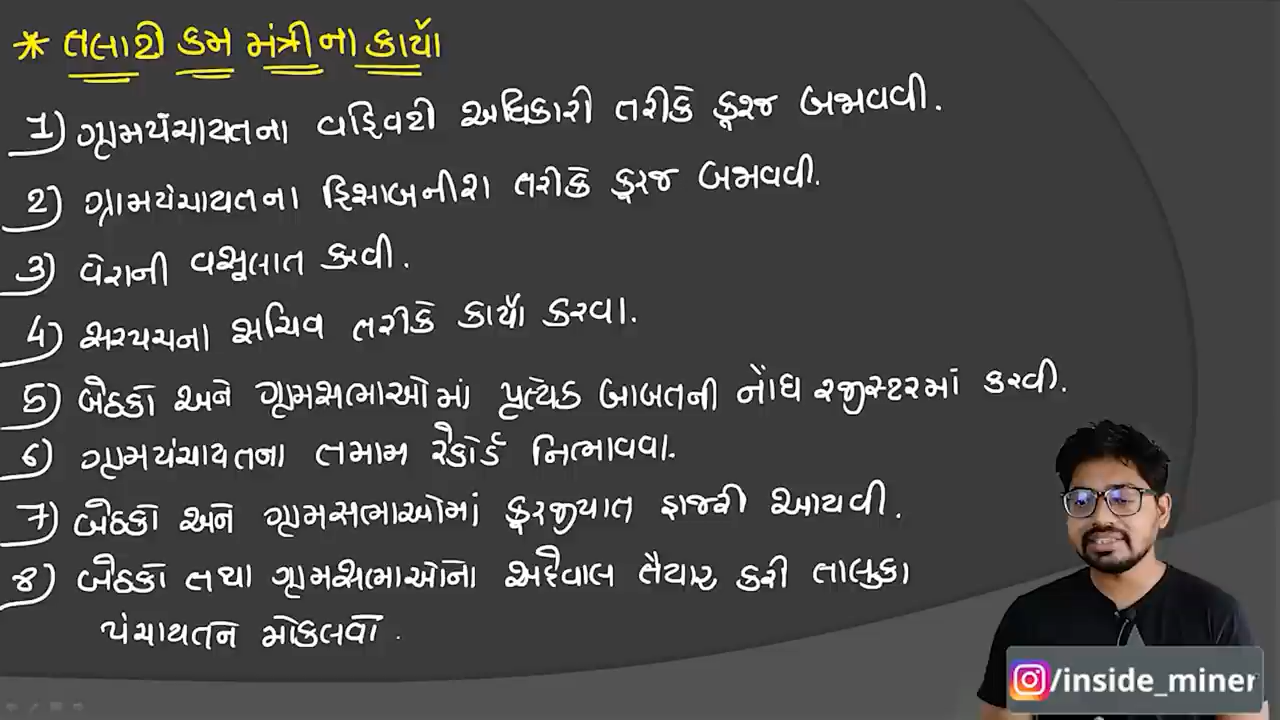 * તલાટી કમ મંત્રીના કાર્યો
1) ગ્રામપંચાયતના વહિવટી અધિકારી તરીકે ફરજ બજાવવી.
2) ગ્રામપંચાયતના હિસાબનીશ તરીકે ફરજ બજાવવી.
3) વેરાની વસૂલાત કરવી.
4) સરપચના સચિવ તરીકે કાર્યો કરવા.
5) બેઠકો અને ગ્રામસભાઓમાં પ્રત્યેક બાબતની નોંધ રજીસ્ટરમાં કરવી.
6) ગ્રામપંચાયતના તમામ રેકોર્ડ નિભાવવા.
7) બેઠકો અને ગ્રામસભાઓમાં ફરજીયાત હાજરી આપવી.
8) બેઠકો તથા ગ્રામસભાઓનો અહેવાલ તૈયાર કરી તાલુકા
પંચાયતને મોકલવો.
/inside_miner